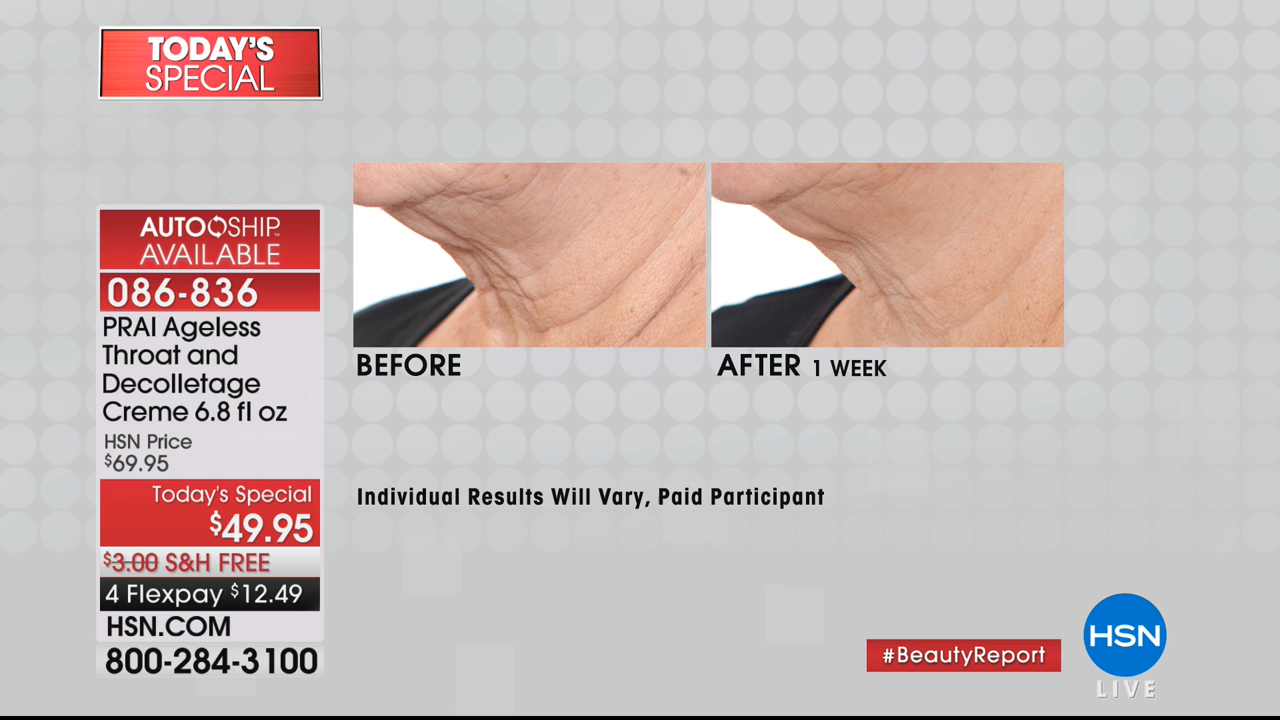 TODAY'S
SPECIAL
AUTOSHIP™
AVAILABLE
086-836
PRAI Ageless
Throat and
Decolletage
Creme 6.8 fl oz
HSN Price
$69.95
Today's Special
$49.95
$3.00 S&H FREE
4 Flexpay $12.49
HSN.COM
800-284-3100
BEFORE
AFTER 1 WEEK
Individual Results Will Vary, Paid Participant
#BeautyReport
HSN
LIVE